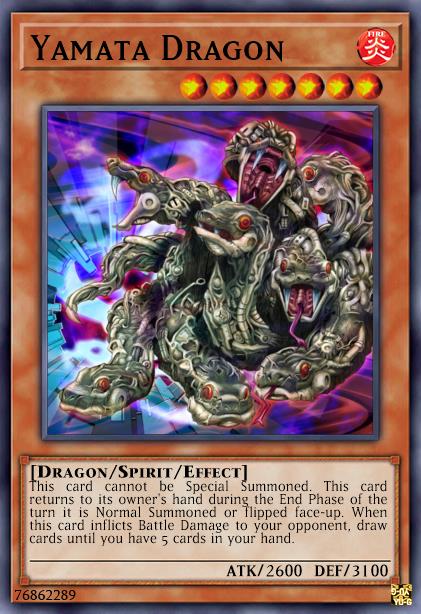 Yamata Dragon
FIRE
炎
[Dragon/Spirit/Effect]
This card cannot be Special Summoned. This card
returns to its owner's hand during the End Phase of the
turn it is Normal Summoned or flipped face-up. When
this card inflicts Battle Damage to your opponent, draw
cards until you have 5 cards in your hand.
ATK/2600 DEF/3100
76862289